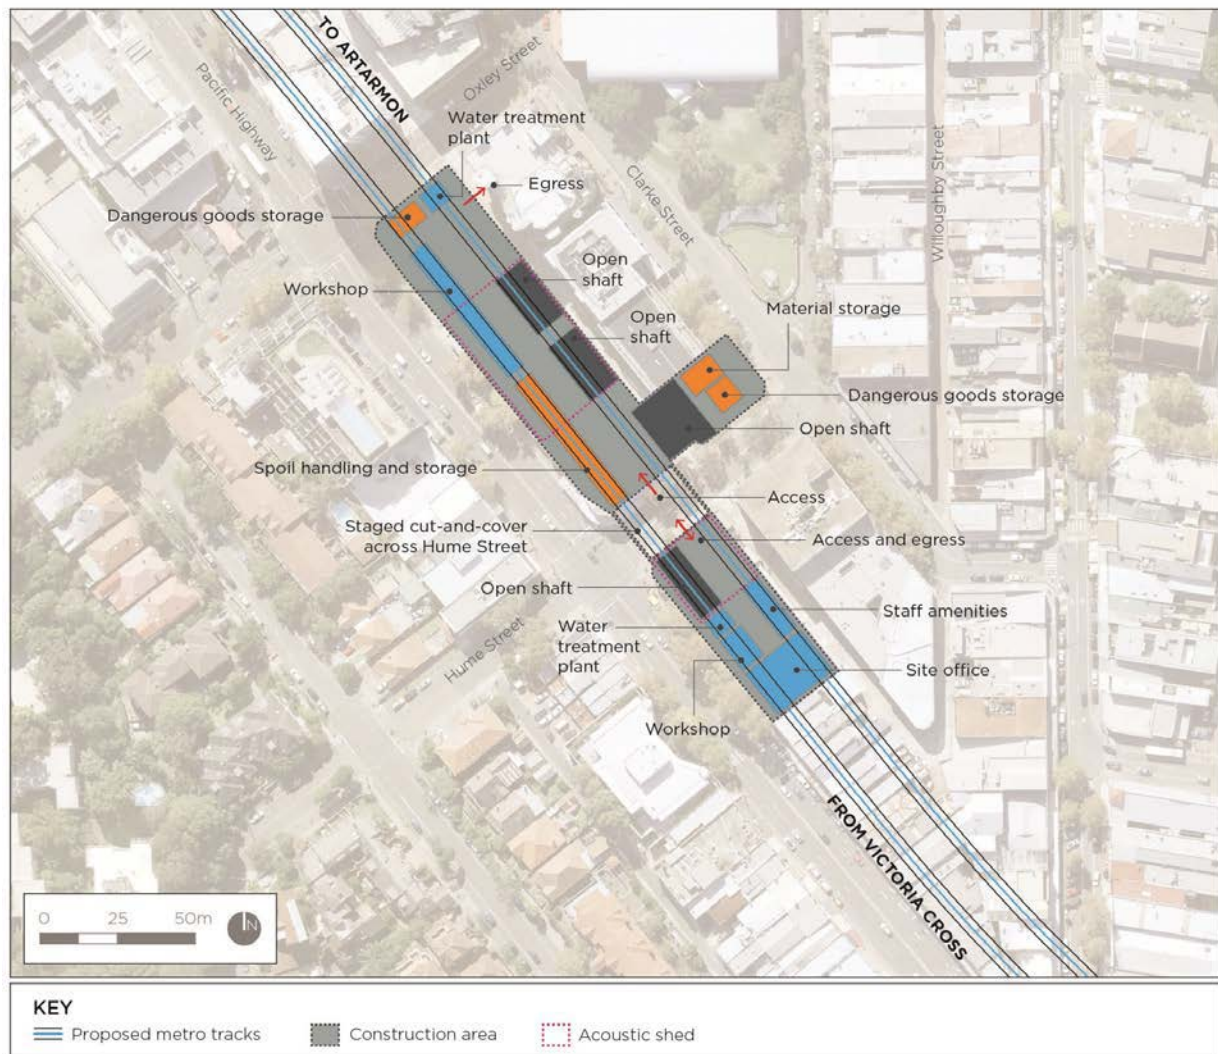 TO ARTARMON
Oxley Street
Pacific Highway
Water treatment
plant
Egress
Clarke Street
Willoughby Street
Dangerous goods storage
Open
shaft
Workshop
Open
shaft
Material storage
Dangerous goods storage
Open shaft
Spoil handling and storage
Access
Staged cut-and-cover
across Hume Street
Access and egress
Open shaft
Staff amenities
Water
treatment
plant
Hume Street
Site office
Workshop
FROM VICTORIA CROSS
0 25 50m
N
KEY
Proposed metro tracks
Construction area
Acoustic shed